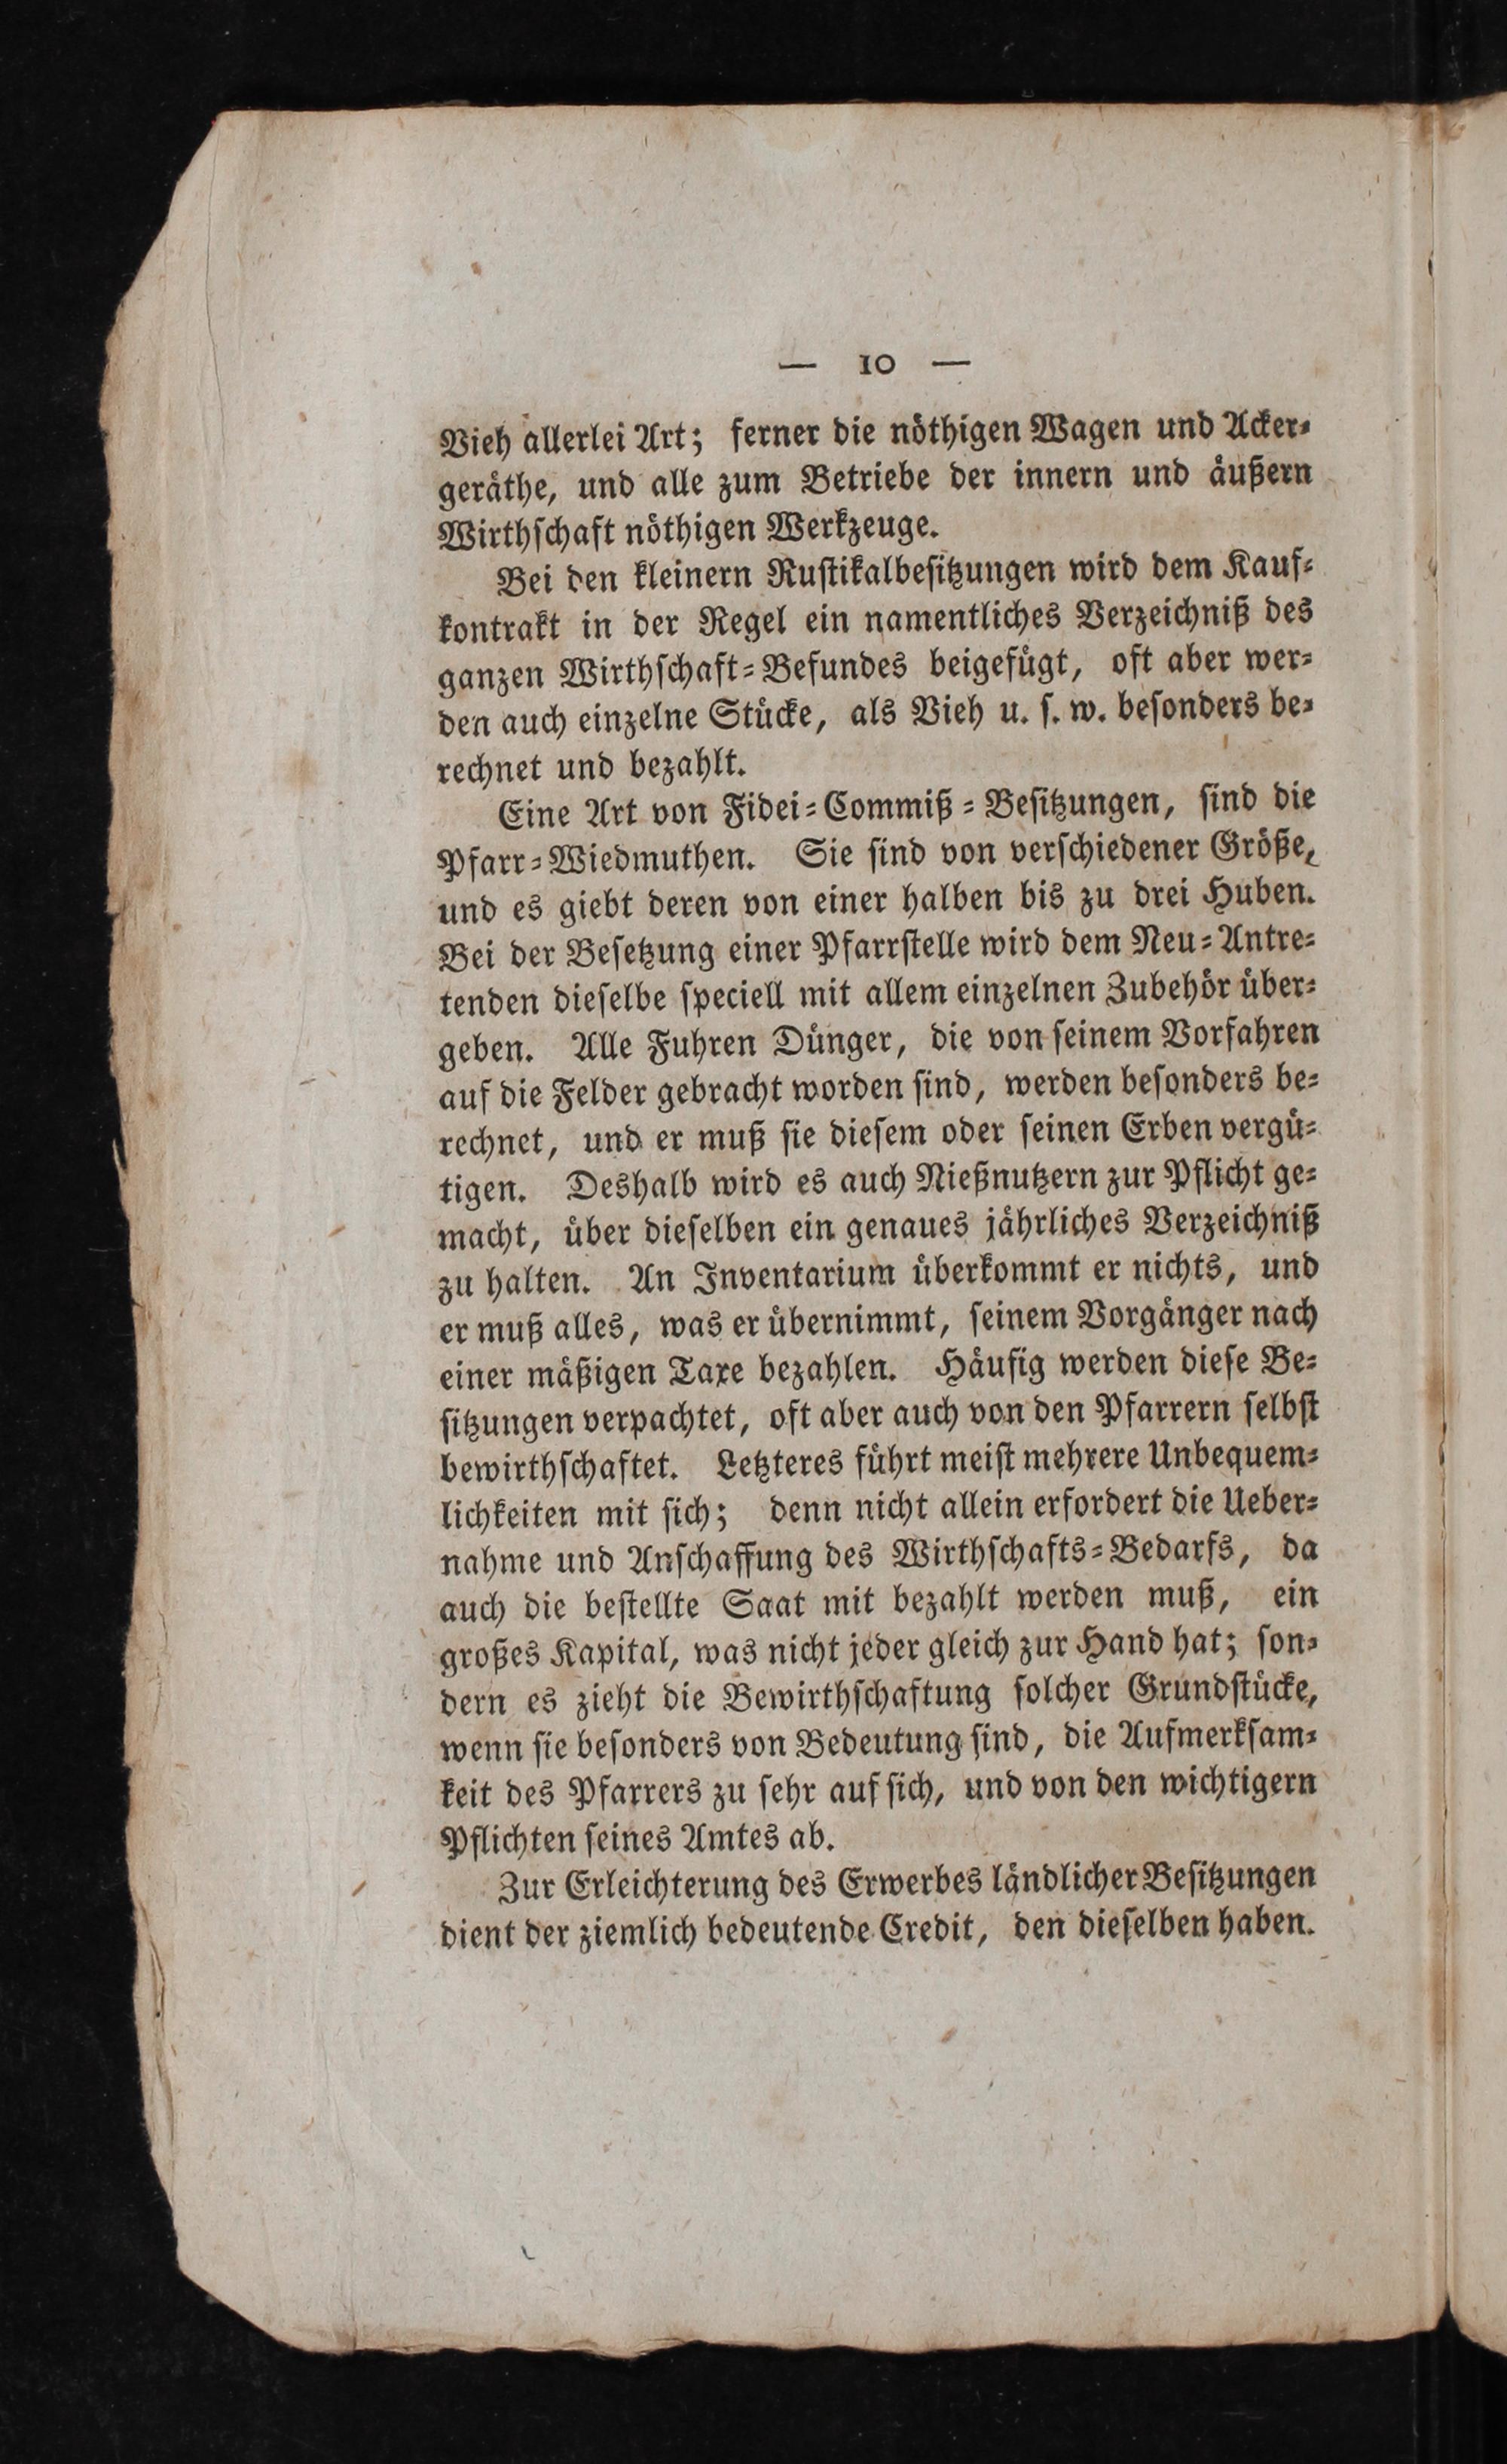 — 10 —
Vieh allerlei Art; ferner die nöthigen Wagen und Acker-
geräthe, und alle zum Betriebe der innern und äußern
Wirthschaft nöthigen Werkzeuge.
Bei den kleinern Rustikalbesitzungen wird dem Kauf-
kontrakt in der Regel ein namentliches Verzeichniß des
ganzen Wirthschaft-Befundes beigefügt, oft aber wer-
den auch einzelne Stücke, als Vieh u. s. w. besonders be-
rechnet und bezahlt.
Eine Art von Fidei-Commiß-Besitzungen, sind die
Pfarr-Wiedmuthen. Sie sind von verschiedener Größe,
und es giebt deren von einer halben bis zu drei Huben.
Bei der Besetzung einer Pfarrstelle wird dem Neu-Antre-
tenden dieselbe speciell mit allem einzelnen Zubehör über-
geben. Alle Fuhren Dünger, die von seinem Vorfahren
auf die Felder gebracht worden sind, werden besonders be-
rechnet, und er muß sie diesem oder seinen Erben vergü-
tigen. Deshalb wird es auch Nießnutzern zur Pflicht ge-
macht, über dieselben ein genaues jährliches Verzeichniß
zu halten. An Inventarium überkommt er nichts, und
er muß alles, was er übernimmt, seinem Vorgänger nach
einer mäßigen Taxe bezahlen. Häufig werden diese Be-
sitzungen verpachtet, oft aber auch von den Pfarrern selbst
bewirthschaftet. Letzteres führt meist mehrere Unbequem-
lichkeiten mit sich; denn nicht allein erfordert die Ueber-
nahme und Anschaffung des Wirthschafts-Bedarfs, da
auch die bestellte Saat mit bezahlt werden muß, ein
großes Kapital, was nicht jeder gleich zur Hand hat; son-
dern es zieht die Bewirthschaftung solcher Grundstücke,
wenn sie besonders von Bedeutung sind, die Aufmerksam-
keit des Pfarrers zu sehr auf sich, und von den wichtigern
Pflichten seines Amtes ab.
Zur Erleichterung des Erwerbes ländlicher Besitzungen
dient der ziemlich bedeutende Credit, den dieselben haben.